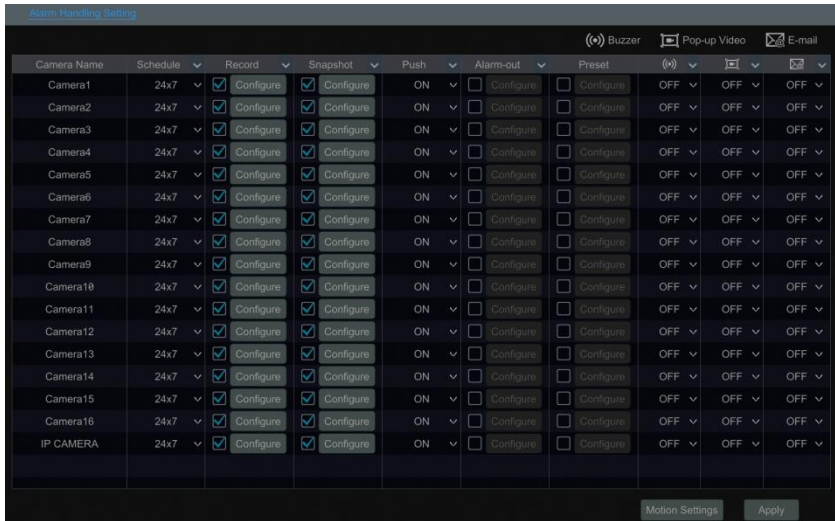 Alarm Handling Setting
Buzzer Pop-up Video E-mail
Camera Name Schedule Record Snapshot Push Alarm-out Preset
Camera1 24x7 Configure Configure ON Configure Configure OFF OFF OFF
Camera2 24x7 Configure Configure ON Configure Configure OFF OFF OFF
Camera3 24x7 Configure Configure ON Configure Configure OFF OFF OFF
Camera4 24x7 Configure Configure ON Configure Configure OFF OFF OFF
Camera5 24x7 Configure Configure ON Configure Configure OFF OFF OFF
Camera6 24x7 Configure Configure ON Configure Configure OFF OFF OFF
Camera7 24x7 Configure Configure ON Configure Configure OFF OFF OFF
Camera8 24x7 Configure Configure ON Configure Configure OFF OFF OFF
Camera9 24x7 Configure Configure ON Configure Configure OFF OFF OFF
Camera10 24x7 Configure Configure ON Configure Configure OFF OFF OFF
Camera11 24x7 Configure Configure ON Configure Configure OFF OFF OFF
Camera12 24x7 Configure Configure ON Configure Configure OFF OFF OFF
Camera13 24x7 Configure Configure ON Configure Configure OFF OFF OFF
Camera14 24x7 Configure Configure ON Configure Configure OFF OFF OFF
Camera15 24x7 Configure Configure ON Configure Configure OFF OFF OFF
Camera16 24x7 Configure Configure ON Configure Configure OFF OFF OFF
IP CAMERA 24x7 Configure Configure ON Configure Configure OFF OFF OFF
Motion Settings Apply